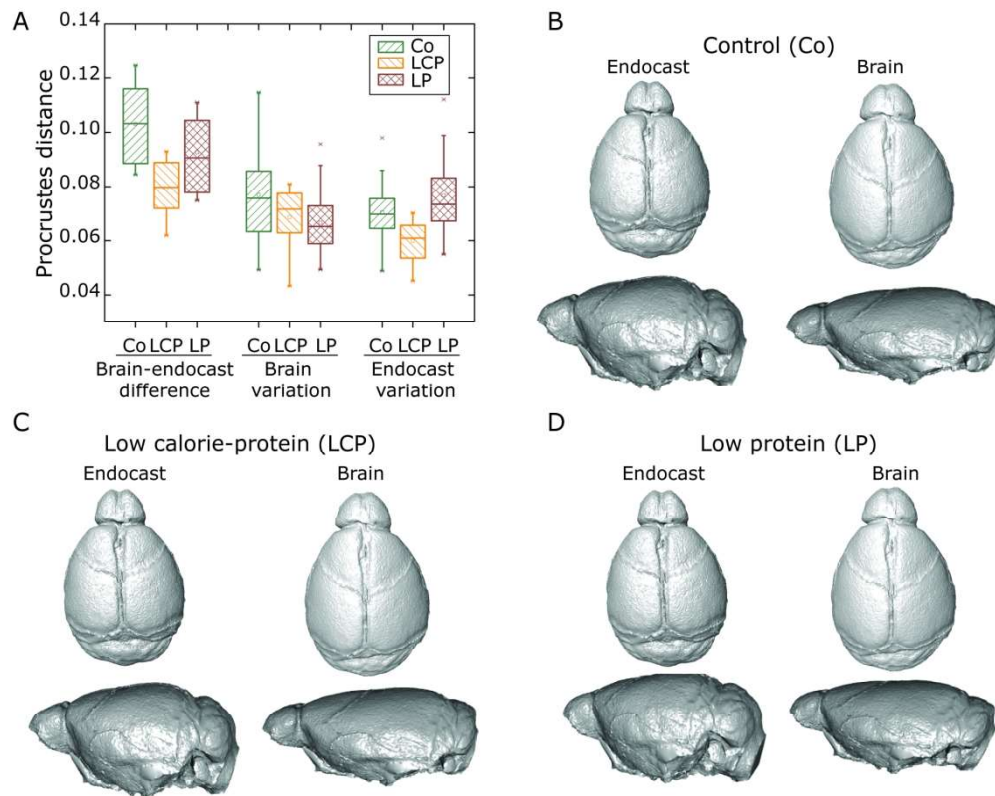 A
0.14
0.12
0.10
0.08
0.06
0.04
Procrustes distance
Co
LCP
LP
Co LCP LP
Brain-endocast
difference
Co LCP LP
Brain
variation
Co LCP LP
Endocast
variation
B
Control (Co)
Endocast
Brain
C
Low calorie-protein (LCP)
Endocast
Brain
D
Low protein (LP)
Endocast
Brain